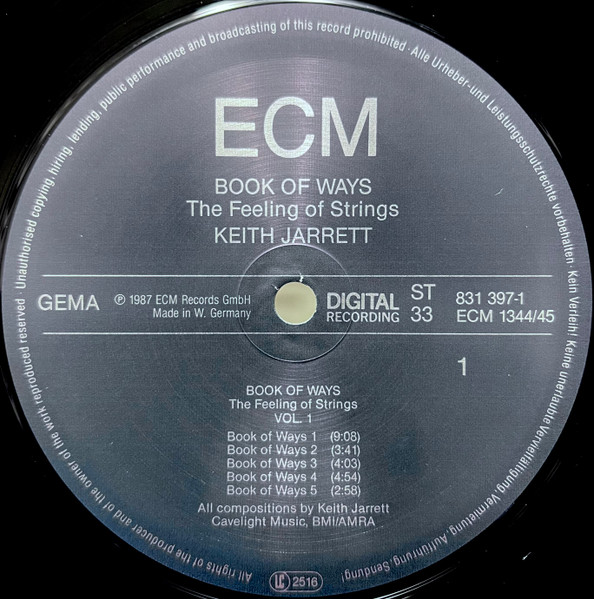 All rights of the producer and of the owner of the work reproduced reserved · Unauthorised copying, hiring, lending, public performance and broadcasting of this record prohibited · Alle Urheber-und Leistungsschutzrechte vorbehalten · Kein Verleih! Keine unerlaubte Vervielfältigung, Vermietung, Aufführung, Sendung!
ECM
BOOK OF WAYS
The Feeling of Strings
KEITH JARRETT
GEMA
℗ 1987 ECM Records GmbH
Made in W. Germany
DIGITAL
RECORDING
ST
33
831 397-1
ECM 1344/45
1
BOOK OF WAYS
The Feeling of Strings
VOL. 1
Book of Ways 1 (9:08)
Book of Ways 2 (3:41)
Book of Ways 3 (4:03)
Book of Ways 4 (4:54)
Book of Ways 5 (2:58)
All compositions by Keith Jarrett
Cavelight Music, BMI/AMRA
LC 2516